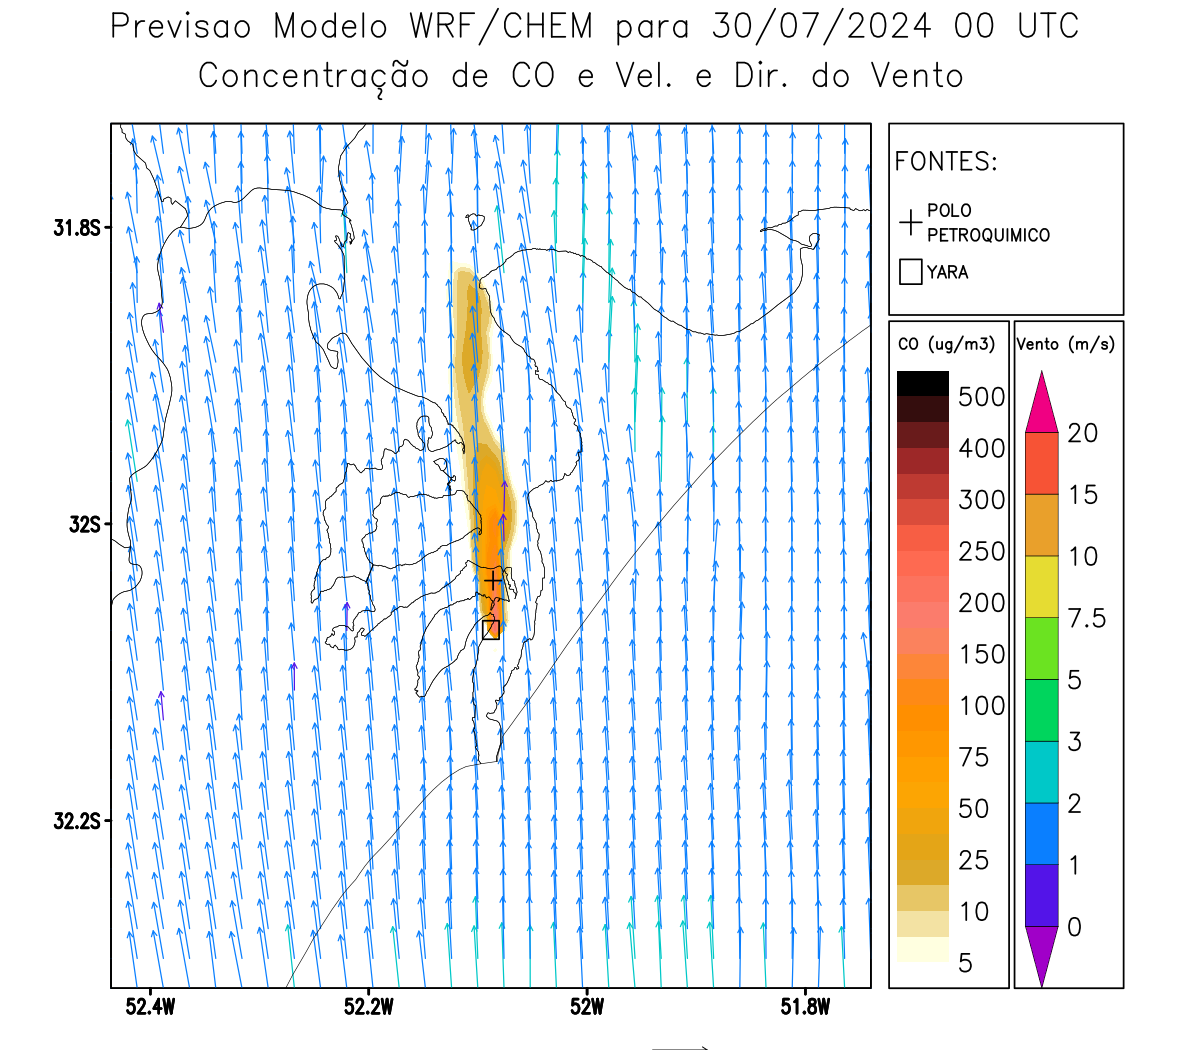 Previsao Modelo WRF/CHEM para 30/07/2024 00 UTC
Concentração de CO e Vel. e Dir. do Vento
FONTES:
POLO
PETROQUIMICO
YARA
CO (ug/m3)
500
400
300
250
200
150
100
75
50
25
10
5
Vento (m/s)
20
15
10
7.5
5
3
2
1
0
31.8S
32S
32.2S
52.4W
52.2W
52W
51.8W